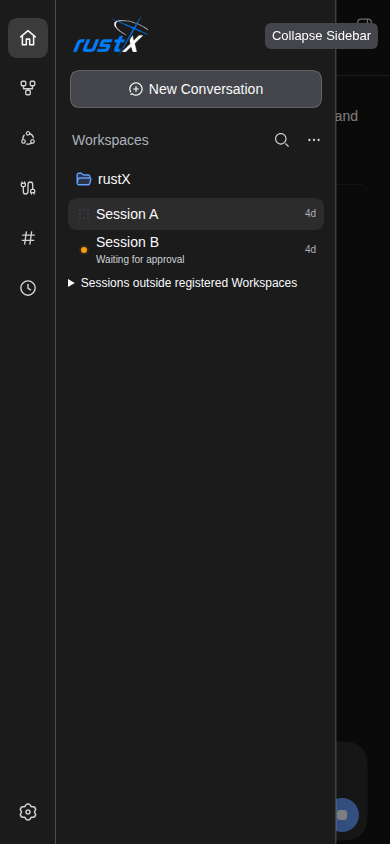 rustX
Collapse Sidebar
New Conversation
and
Workspaces
rustX
Session A
4d
Session B
4d
Waiting for approval
Sessions outside registered Workspaces